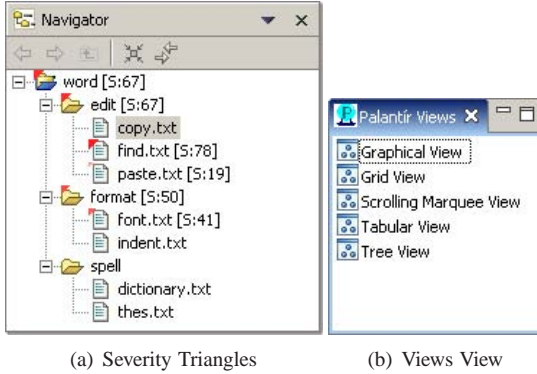 Navigator
word [S:67]
edit [S:67]
copy.txt
find.txt [S:78]
paste.txt [S:19]
format [S:50]
font.txt [S:41]
indent.txt
spell
dictionary.txt
thes.txt
(a) Severity Triangles
Palantír Views
Graphical View
Grid View
Scrolling Marquee View
Tabular View
Tree View
(b) Views View